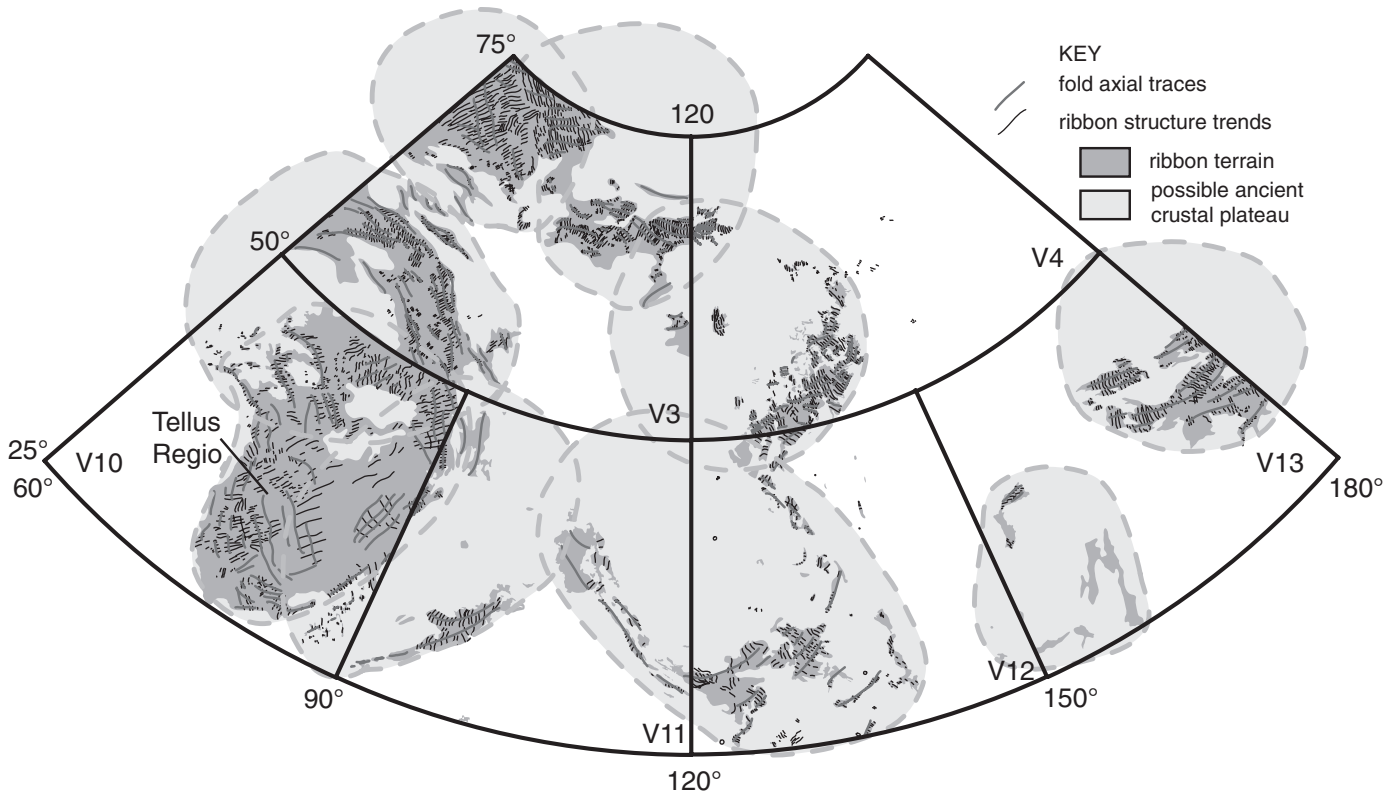 75°
KEY
fold axial traces
120
ribbon structure trends
ribbon terrain
possible ancient
crustal plateau
50°
V4
V3
Tellus
Regio
25°
V10
V13
60°
180°
V12
90°
150°
V11
120°